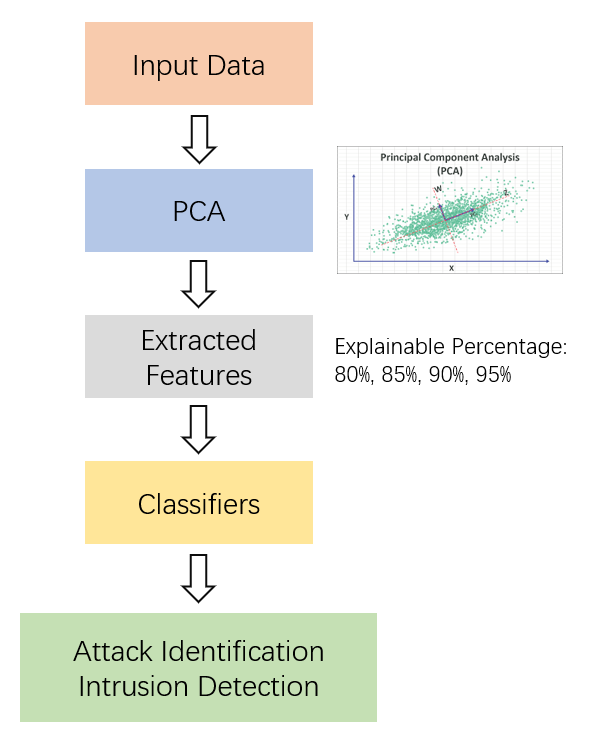 Input Data
PCA
Principal Component Analysis
(PCA)
W
Z
Y
X
Extracted
Features
Explainable Percentage:
80%, 85%, 90%, 95%
Classifiers
Attack Identification
Intrusion Detection